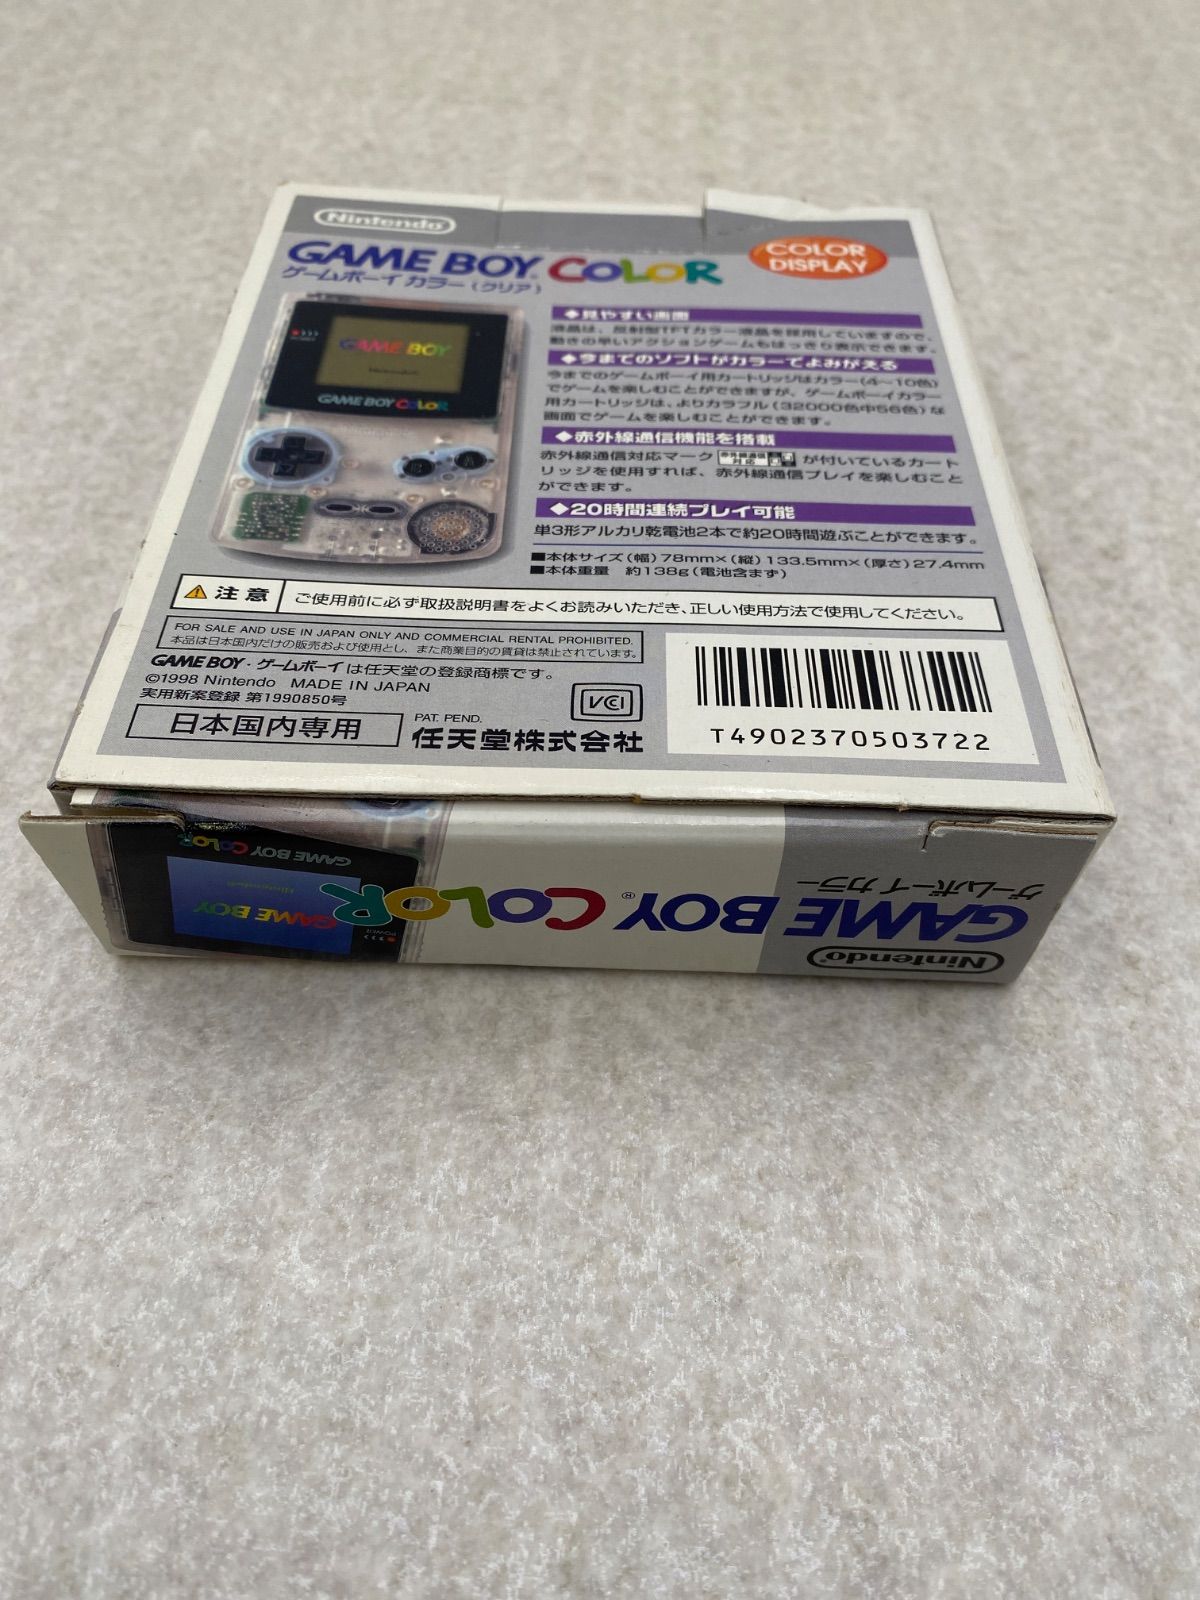 Nintendo
GAME BOY COLOR
ゲームボーイ カラー (クリア)
COLOR
DISPLAY
GAME BOY
Nintendo
POWER
GAME BOY COLOR
B
A
◆見やすい画面
液晶は、反射型TFTカラー液晶を採用していますので、
動きの早いアクションゲームもはっきり表示できます。
◆今までのソフトがカラーでよみがえる
今までのゲームボーイ用カートリッジはカラー(4〜10色)
でゲームを楽しむことができますが、ゲームボーイカラー
用カートリッジは、よりカラフル(32000色中56色)な
画面でゲームを楽しむことができます。
◆赤外線通信機能を搭載
赤外線通信対応マーク 赤外線通信対応 が付いているカート
リッジを使用すれば、赤外線通信プレイを楽しむこと
ができます。
◆20時間連続プレイ可能
単3形アルカリ乾電池2本で約20時間遊ぶことができます。
■本体サイズ(幅)78mm×(縦)133.5mm×(厚さ)27.4mm
■本体重量 約138g(電池含まず)
注意 ご使用前に必ず取扱説明書をよくお読みいただき、正しい使用方法で使用してください。
FOR SALE AND USE IN JAPAN ONLY AND COMMERCIAL RENTAL PROHIBITED.
本品は日本国内だけの販売および使用とし、また商業目的の賃貸は禁止されています。
GAME BOY・ゲームボーイは任天堂の登録商標です。
©1998 Nintendo MADE IN JAPAN
実用新案登録 第1990850号
VCI
日本国内専用
PAT. PEND.
任天堂株式会社
T4902370503722
Nintendo®
GAME BOY COLOR®
ゲームボーイ カラー
POWER
GAME BOY
Nintendo
GAME BOY COLOR